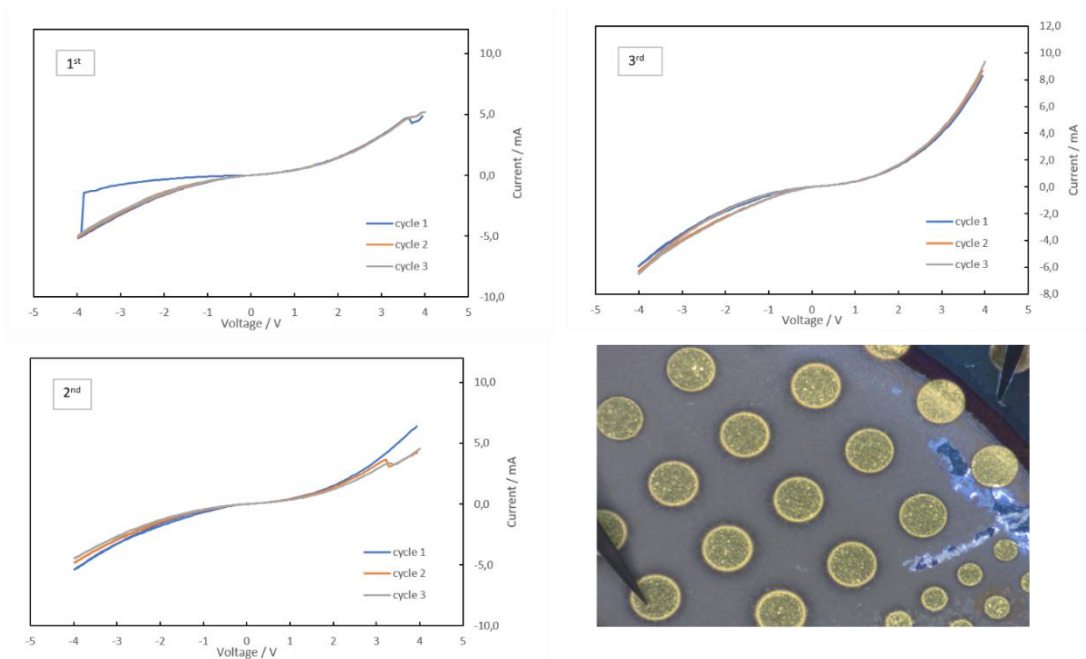 1st
10,0
5,0
0,0
-5,0
-10,0
Current / mA
cycle 1
cycle 2
cycle 3
-5 -4 -3 -2 -1 0 1 2 3 4 5
Voltage / V
3rd
12,0
10,0
8,0
6,0
4,0
2,0
0,0
-2,0
-4,0
-6,0
-8,0
Current / mA
cycle 1
cycle 2
cycle 3
-5 -4 -3 -2 -1 0 1 2 3 4 5
Voltage / V
2nd
10,0
5,0
0,0
-5,0
-10,0
Current / mA
cycle 1
cycle 2
cycle 3
-5 -4 -3 -2 -1 0 1 2 3 4 5
Voltage / V